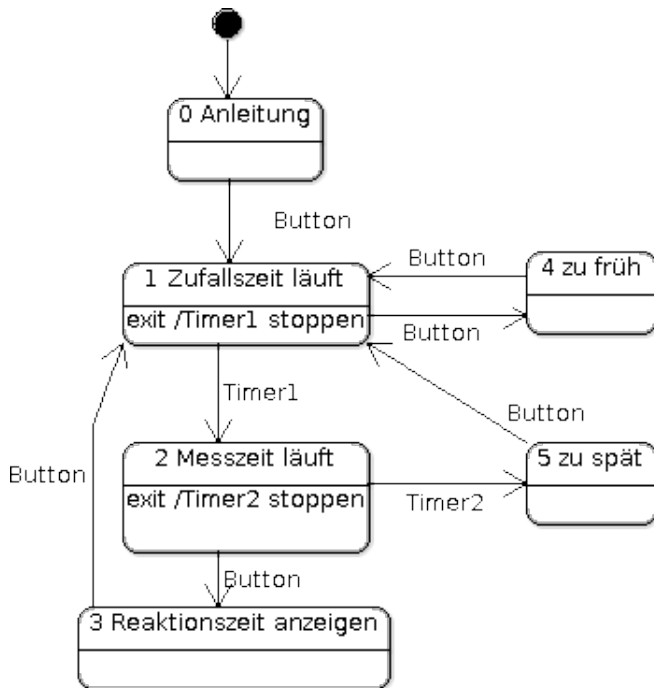 0 Anleitung
Button
1 Zufallszeit läuft
exit /Timer1 stoppen
Button
4 zu früh
Button
Timer1
Button
2 Messzeit läuft
exit /Timer2 stoppen
5 zu spät
Timer2
Button
Button
3 Reaktionszeit anzeigen